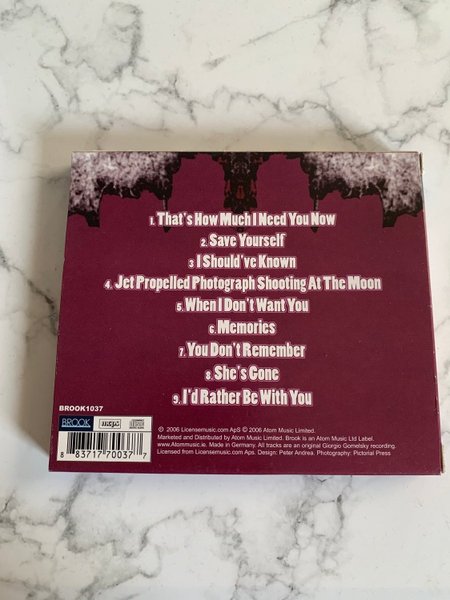 1. That's How Much I Need You Now
2. Save Yourself
3 I Should've Known
4. Jet Propelled Photograph Shooting At The Moon
5. When I Don't Want You
6. Memories
7. You Don't Remember
8. She's Gone
9. I'd Rather Be With You
BROOK1037
BROOK
mcps
8 83717 70037 7
℗ 2006 Licensemusic.com ApS © 2006 Atom Music Limited.
Marketed and Distributed by Atom Music Limited. Brook is an Atom Music Ltd Label.
www.Atommusic.ie. Made in Germany. All tracks are an original Giorgio Gomelsky recording.
Licensed from Licensemusic.com Aps. Design: Peter Andrea. Photography: Pictorial Press